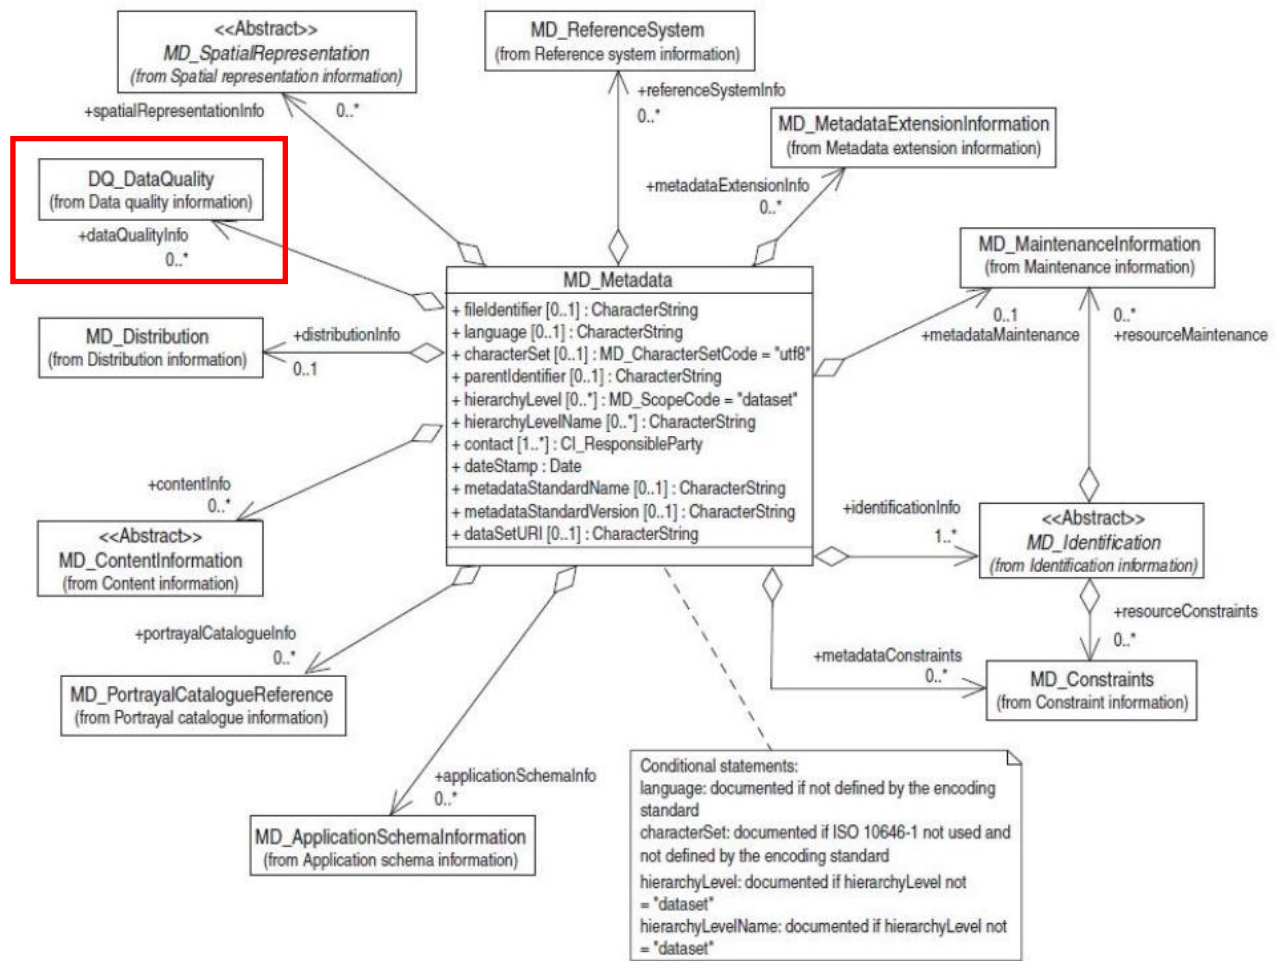 <<Abstract>>
MD_SpatialRepresentation
(from Spatial representation information)
+spatialRepresentationInfo
0..*
MD_ReferenceSystem
(from Reference system information)
+referenceSystemInfo
0..*
MD_MetadataExtensionInformation
(from Metadata extension information)
+metadataExtensionInfo
0..*
DQ_DataQuality
(from Data quality information)
+dataQualityInfo
0..*
MD_MaintenanceInformation
(from Maintenance information)
0..1
+metadataMaintenance
0..*
+resourceMaintenance
MD_Distribution
(from Distribution information)
+distributionInfo
0..1
MD_Metadata
+ fileIdentifier [0..1] : CharacterString
+ language [0..1] : CharacterString
+ characterSet [0..1] : MD_CharacterSetCode = "utf8"
+ parentIdentifier [0..1] : CharacterString
+ hierarchyLevel [0..*] : MD_ScopeCode = "dataset"
+ hierarchyLevelName [0..*] : CharacterString
+ contact [1..*] : CI_ResponsibleParty
+ dateStamp : Date
+ metadataStandardName [0..1] : CharacterString
+ metadataStandardVersion [0..1] : CharacterString
+ dataSetURI [0..1] : CharacterString
+contentInfo
0..*
<<Abstract>>
MD_ContentInformation
(from Content information)
+identificationInfo
1..*
<<Abstract>>
MD_Identification
(from Identification information)
+resourceConstraints
0..*
+portrayalCatalogueInfo
0..*
MD_PortrayalCatalogueReference
(from Portrayal catalogue information)
+metadataConstraints
0..*
MD_Constraints
(from Constraint information)
+applicationSchemaInfo
0..*
MD_ApplicationSchemaInformation
(from Application schema information)
Conditional statements:
language: documented if not defined by the encoding
standard
characterSet: documented if ISO 10646-1 not used and
not defined by the encoding standard
hierarchyLevel: documented if hierarchyLevel not
= "dataset"
hierarchyLevelName: documented if hierarchyLevel not
= "dataset"